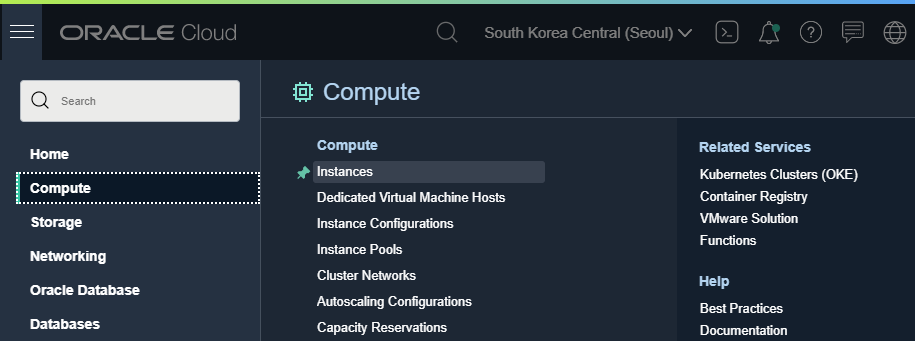 ORACLE Cloud
South Korea Central (Seoul)
Search
Home
Compute
Storage
Networking
Oracle Database
Databases
Compute
Compute
Instances
Dedicated Virtual Machine Hosts
Instance Configurations
Instance Pools
Cluster Networks
Autoscaling Configurations
Capacity Reservations
Related Services
Kubernetes Clusters (OKE)
Container Registry
VMware Solution
Functions
Help
Best Practices
Documentation